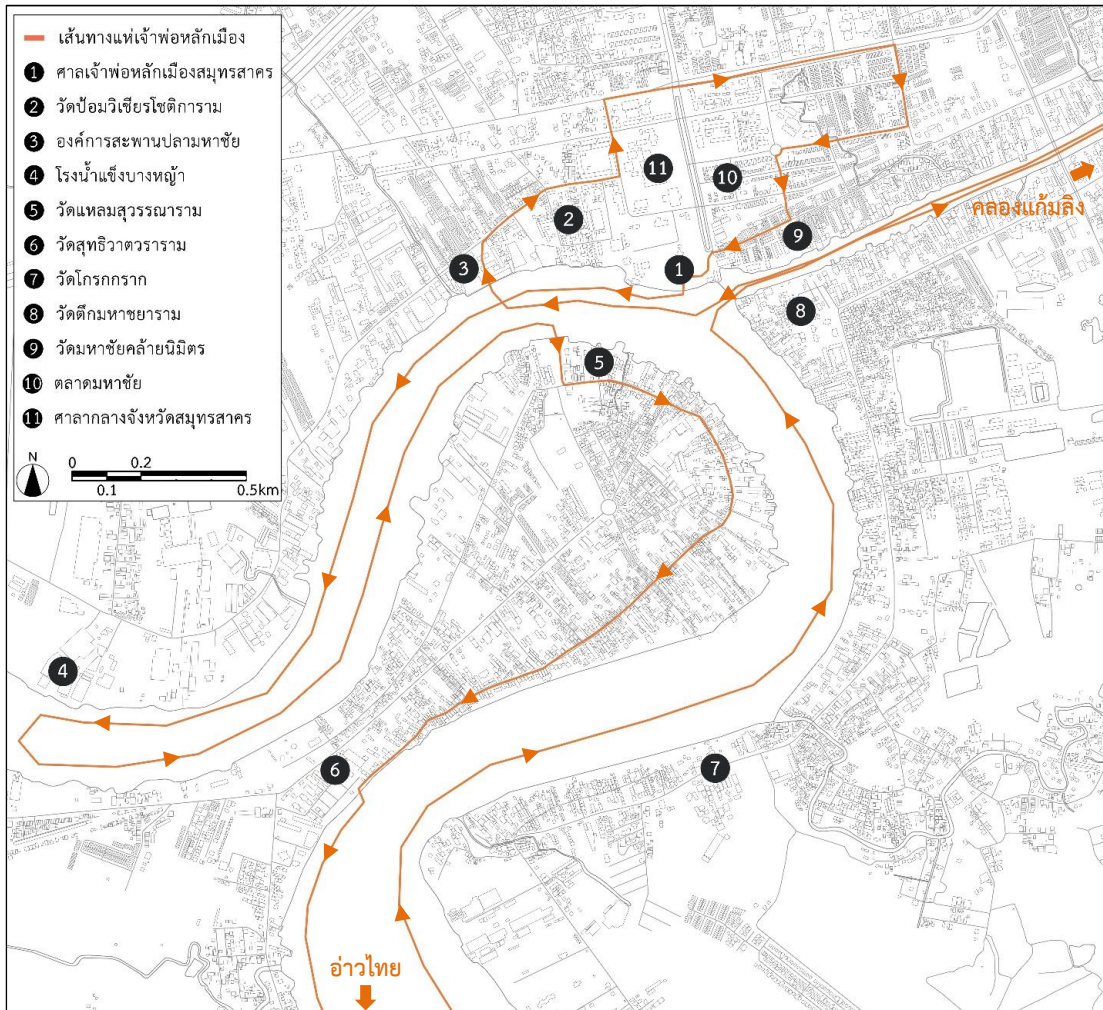 เส้นทางแห่เจ้าพ่อหลักเมือง
1 ศาลเจ้าพ่อหลักเมืองสมุทรสาคร
2 วัดป้อมวิเชียรโชติการาม
3 องค์การสะพานปลามหาชัย
4 โรงน้ำแข็งบางหญ้า
5 วัดแหลมสุวรรณาราม
6 วัดสุทธิวาตวราราม
7 วัดโกรกกราก
8 วัดตึกมหาชยาราม
9 วัดมหาชัยคล้ายนิมิตร
10 ตลาดมหาชัย
11 ศาลากลางจังหวัดสมุทรสาคร
N
0 0.2
0.1 0.5km
11
10
2
คลองแก้มลิง
9
3
1
8
5
4
6
7
อ่าวไทย